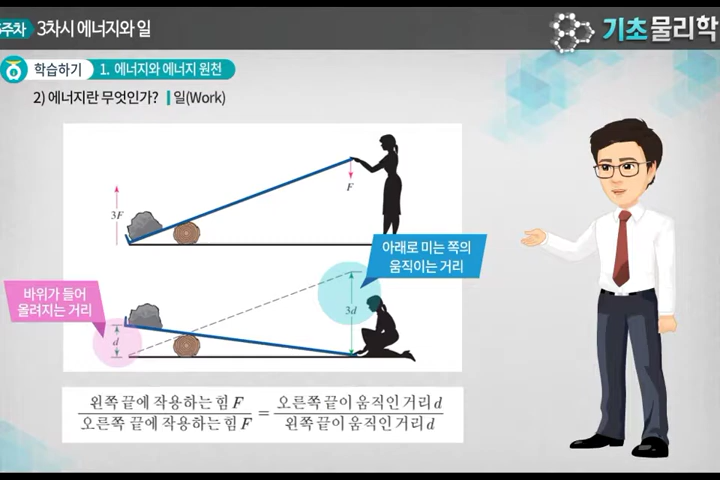 5주차 3차시 에너지와 일
기초물리학
학습하기 1. 에너지와 에너지 원천
2) 에너지란 무엇인가? 일(Work)
3F
F
아래로 미는 쪽의
움직이는 거리
바위가 들어
올려지는 거리
d
3d
왼쪽 끝에 작용하는 힘 F
오른쪽 끝에 작용하는 힘 F
=
오른쪽 끝이 움직인 거리 d
왼쪽 끝이 움직인 거리 d